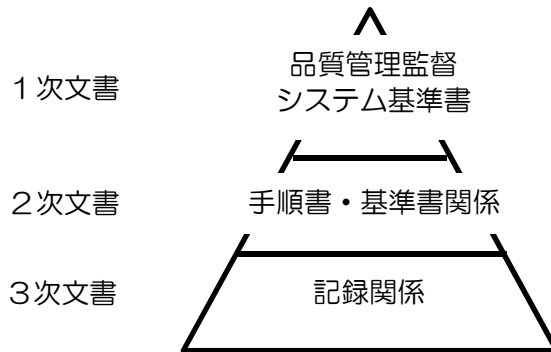 1次文書
品質管理監督
システム基準書
2次文書
手順書・基準書関係
3次文書
記録関係